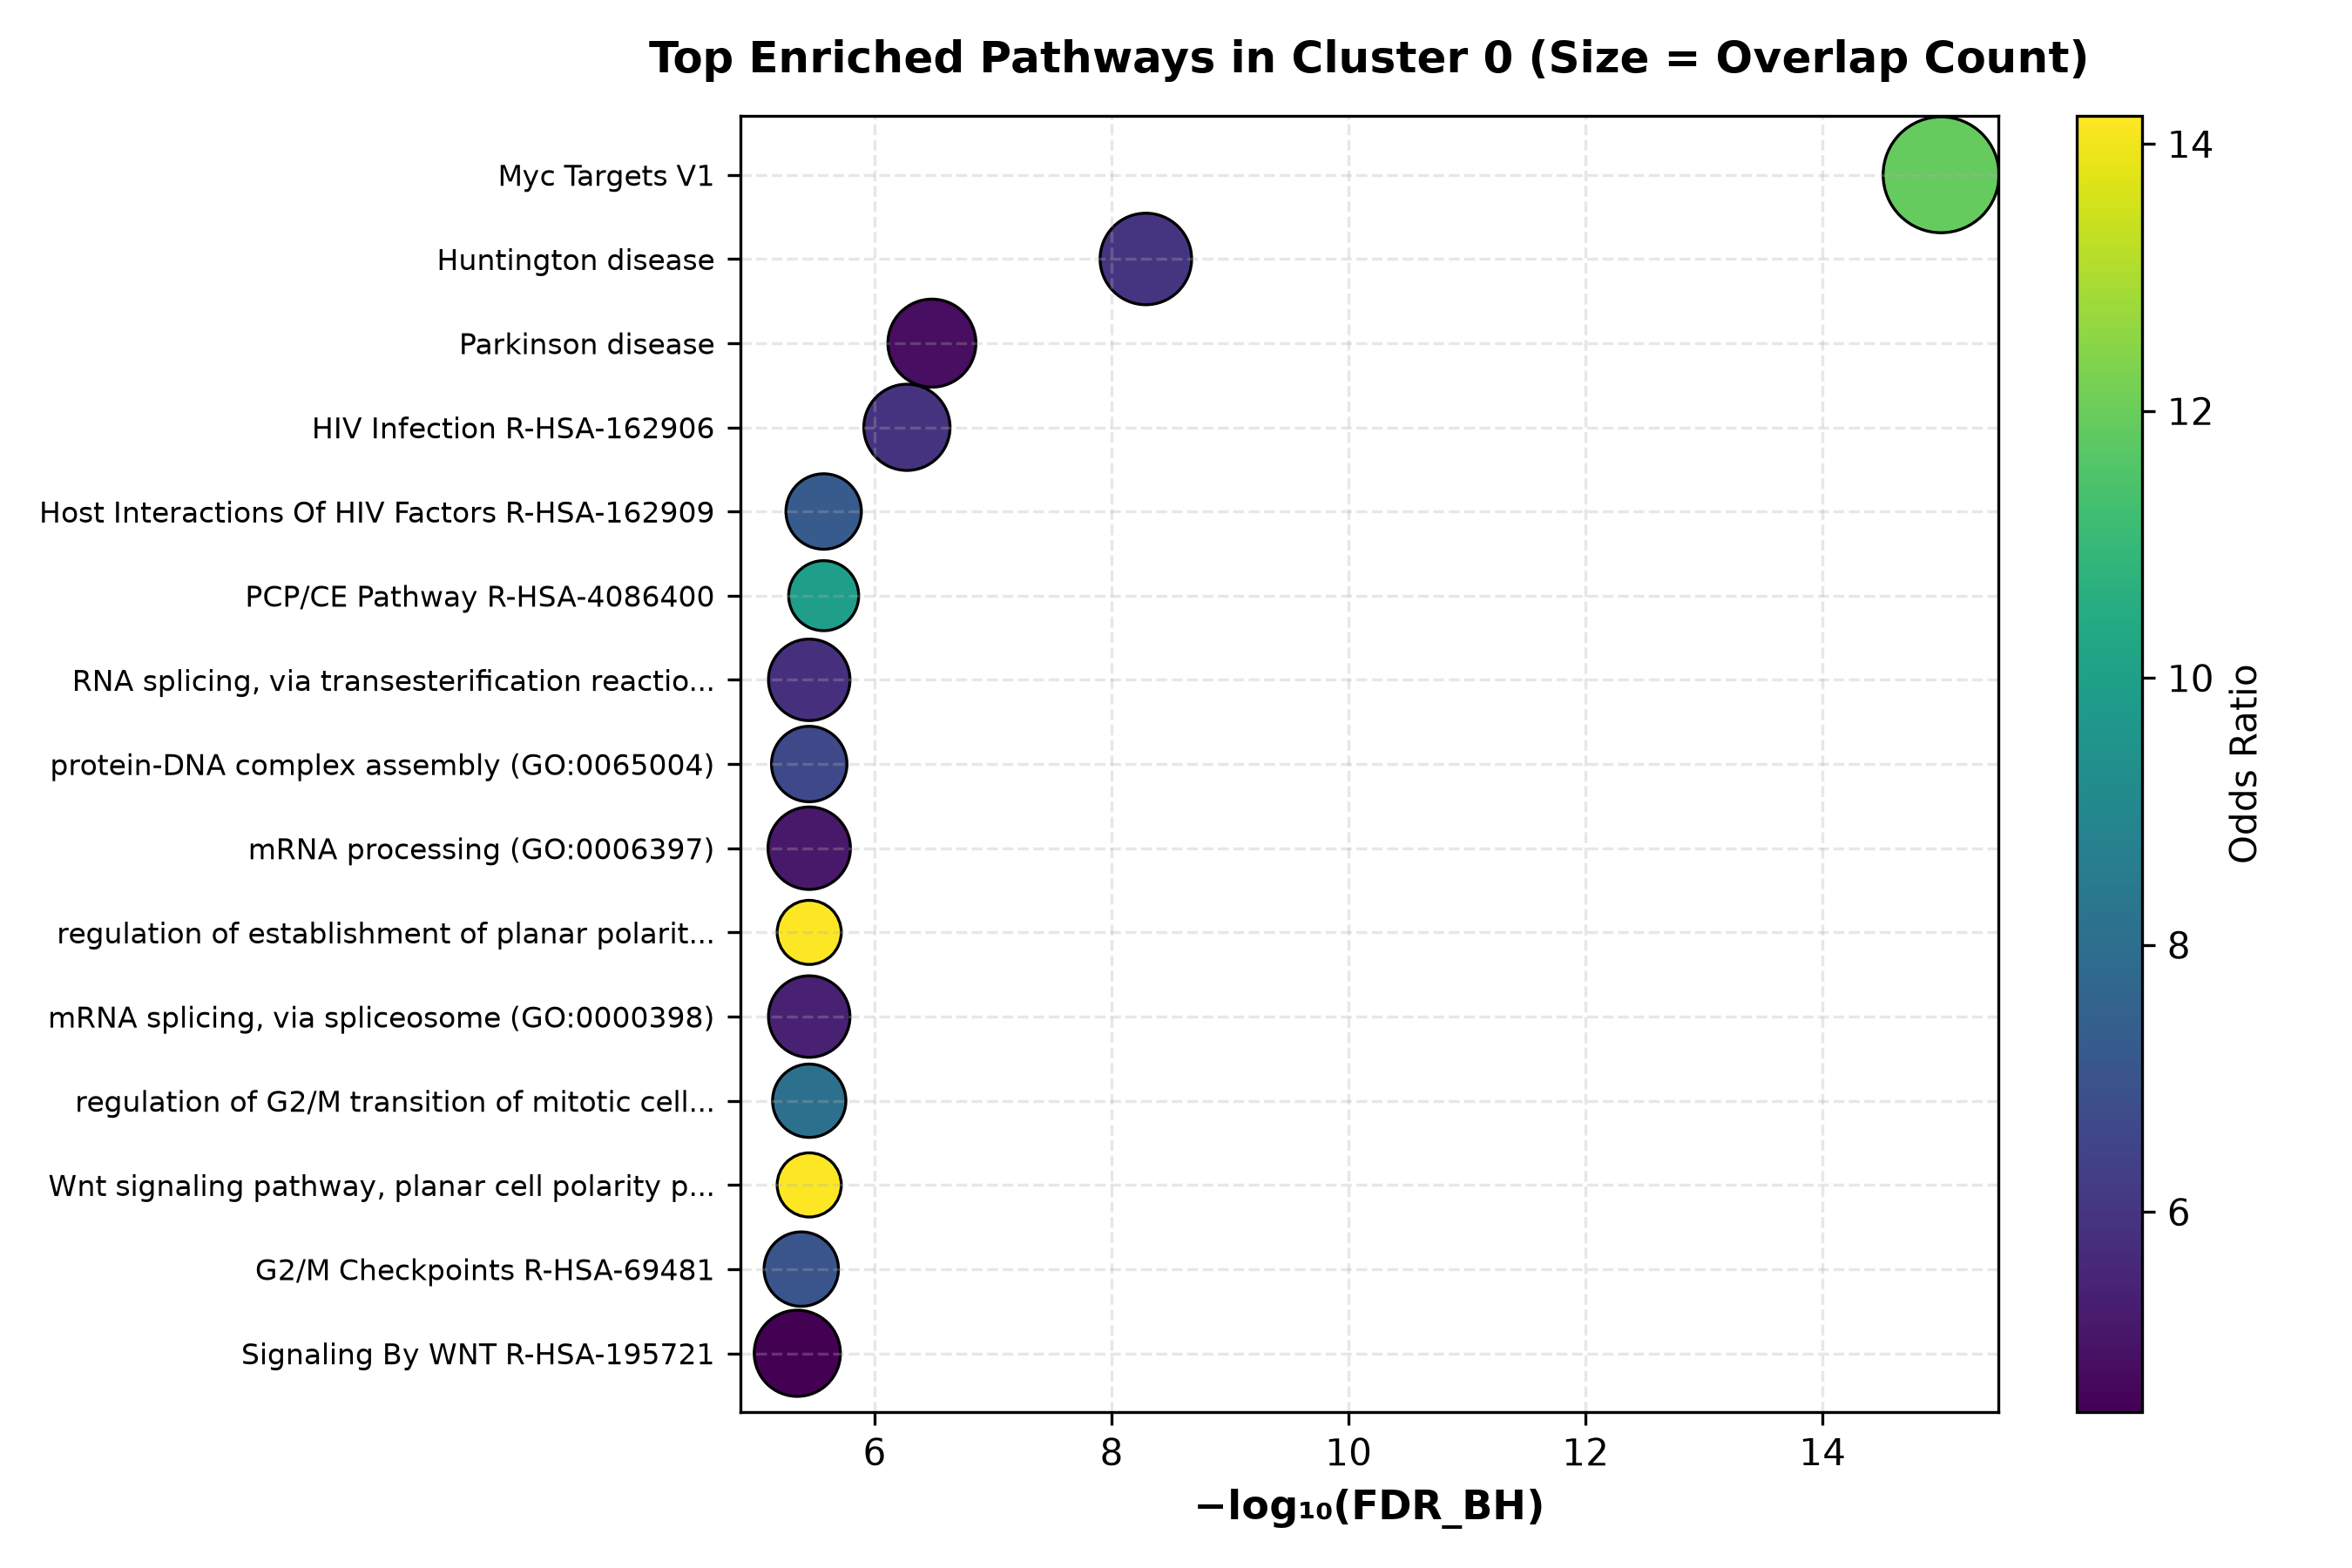 Top Enriched Pathways in Cluster 0 (Size = Overlap Count)
Myc Targets V1
Huntington disease
Parkinson disease
HIV Infection R-HSA-162906
Host Interactions Of HIV Factors R-HSA-162909
PCP/CE Pathway R-HSA-4086400
RNA splicing, via transesterification reactio...
protein-DNA complex assembly (GO:0065004)
mRNA processing (GO:0006397)
regulation of establishment of planar polarit...
mRNA splicing, via spliceosome (GO:0000398)
regulation of G2/M transition of mitotic cell...
Wnt signaling pathway, planar cell polarity p...
G2/M Checkpoints R-HSA-69481
Signaling By WNT R-HSA-195721
6 8 10 12 14
−log₁₀(FDR_BH)
14
12
10
8
6
Odds Ratio